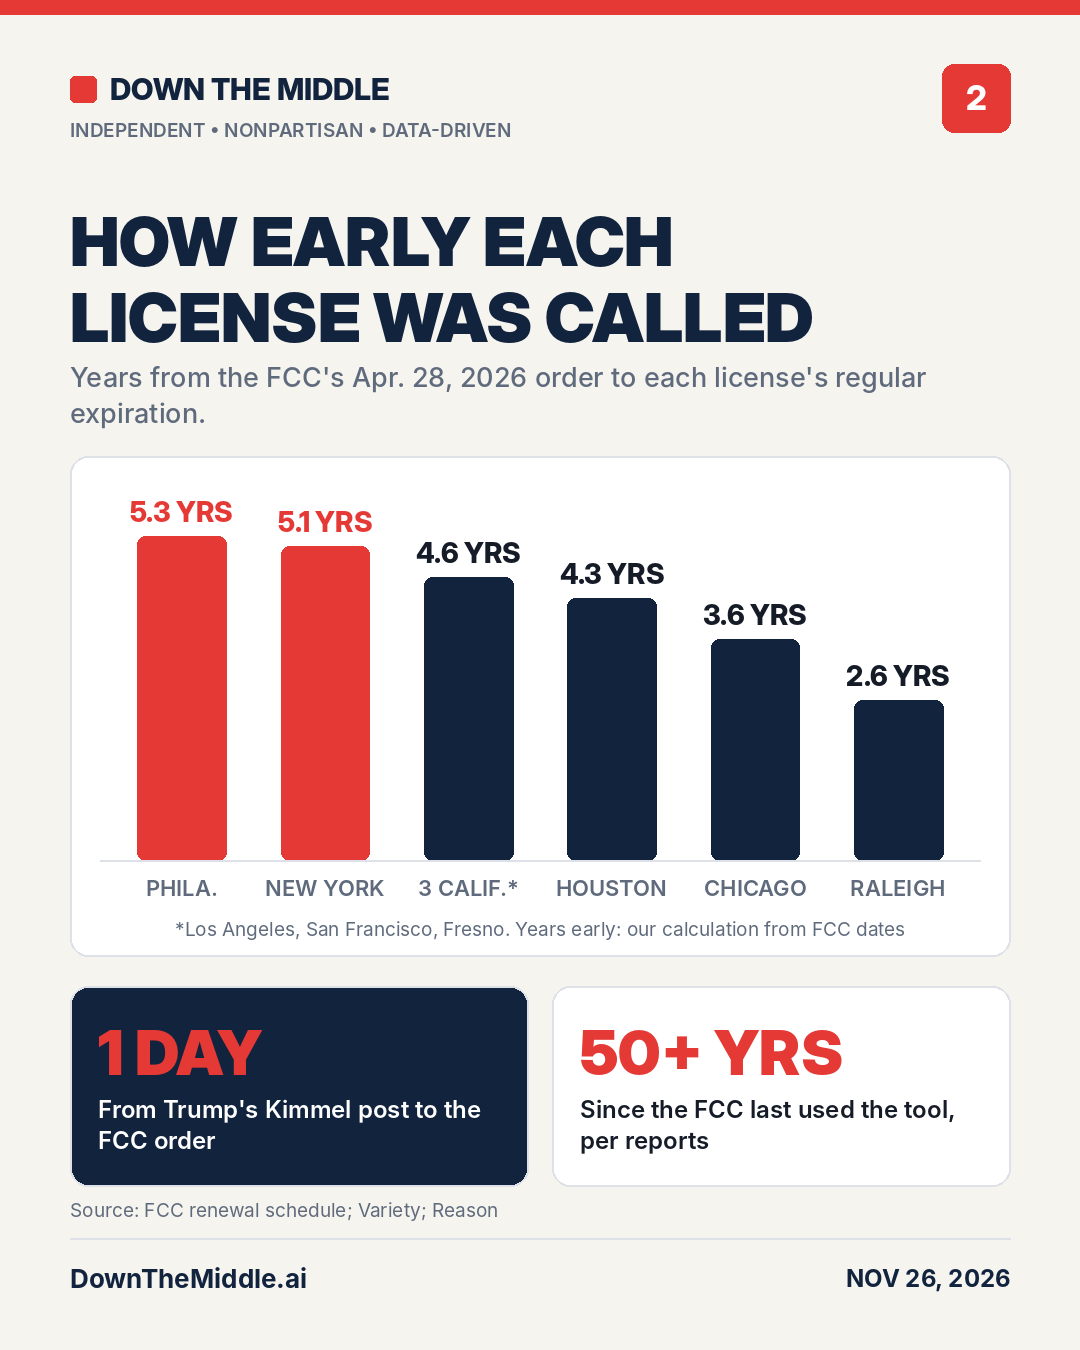 DOWN THE MIDDLE
2
INDEPENDENT • NONPARTISAN • DATA-DRIVEN
HOW EARLY EACH
LICENSE WAS CALLED
Years from the FCC's Apr. 28, 2026 order to each license's regular
expiration.
5.3 YRS
5.1 YRS
4.6 YRS
4.3 YRS
3.6 YRS
2.6 YRS
PHILA.
NEW YORK
3 CALIF.*
HOUSTON
CHICAGO
RALEIGH
*Los Angeles, San Francisco, Fresno. Years early: our calculation from FCC dates
1 DAY
From Trump's Kimmel post to the
FCC order
50+ YRS
Since the FCC last used the tool,
per reports
Source: FCC renewal schedule; Variety; Reason
DownTheMiddle.ai
NOV 26, 2026